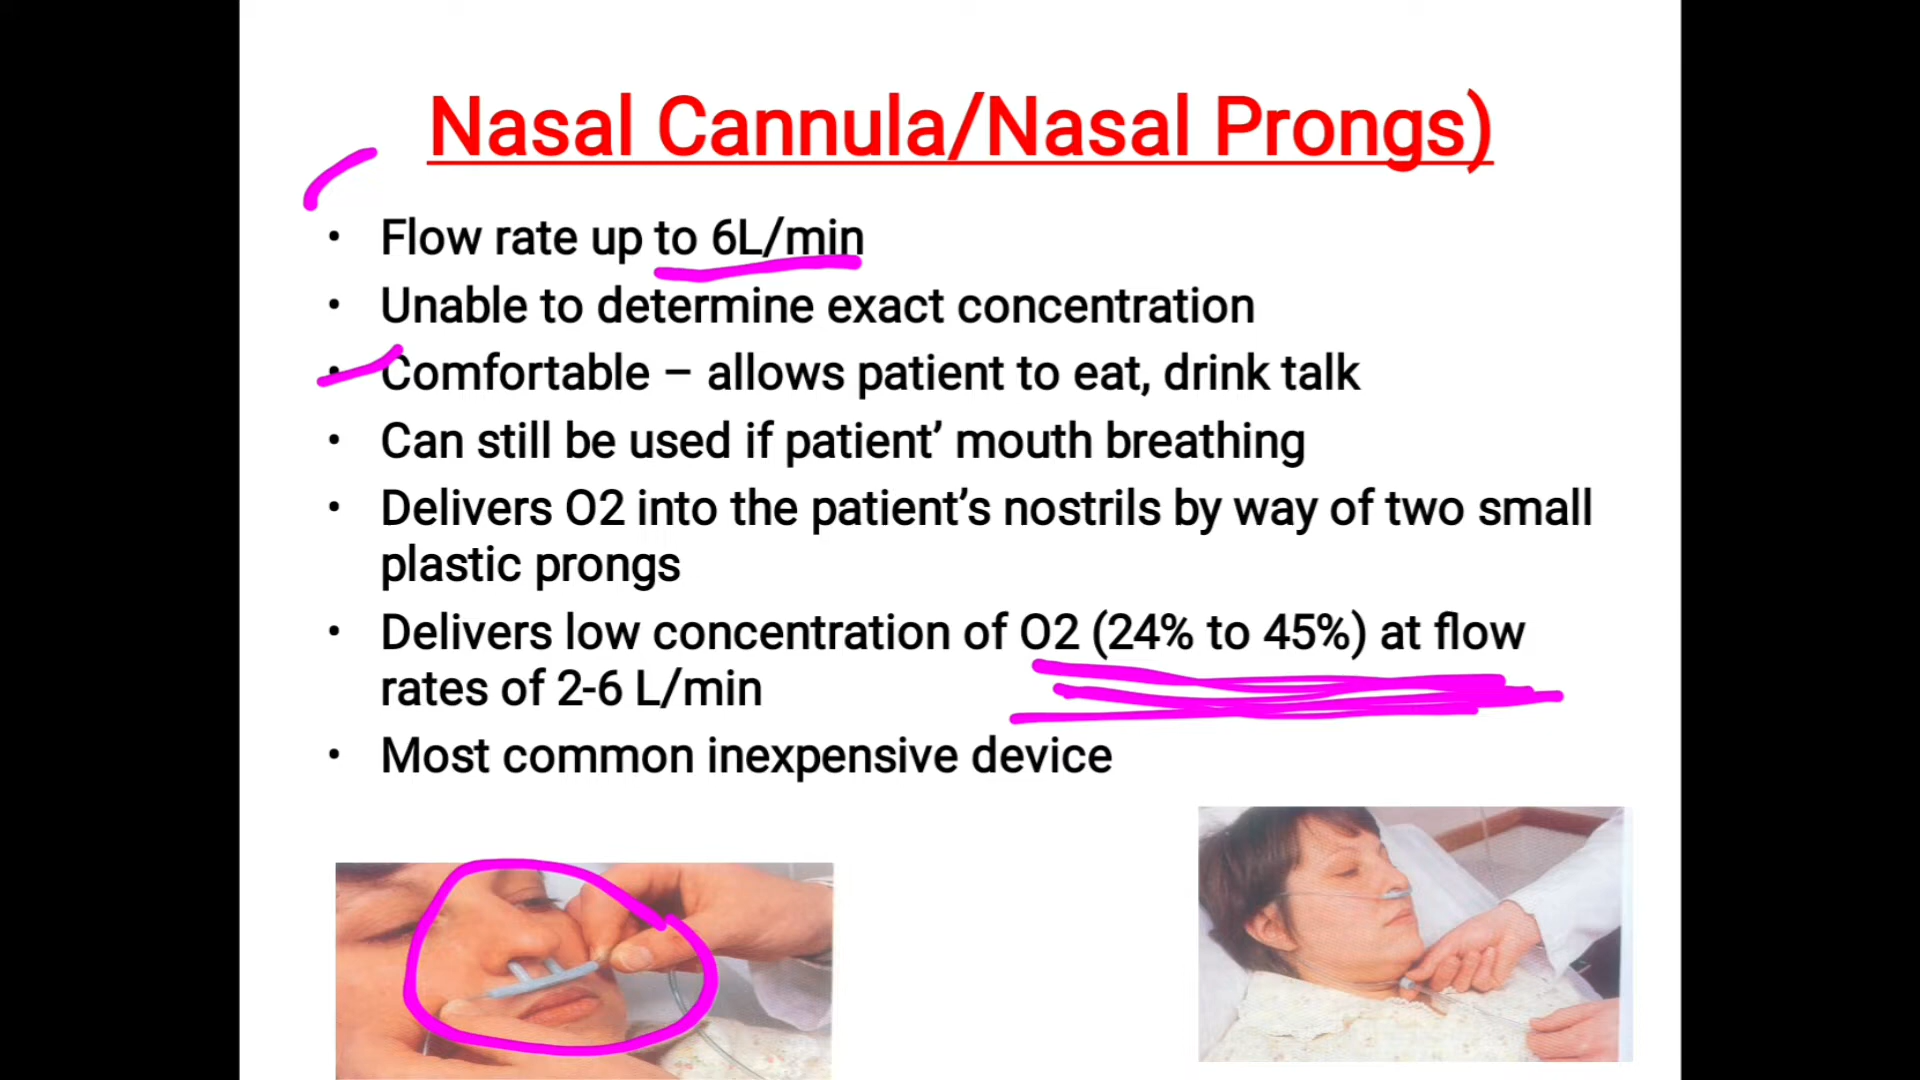 Nasal Cannula/Nasal Prongs)
• Flow rate up to 6L/min
• Unable to determine exact concentration
• Comfortable – allows patient to eat, drink talk
• Can still be used if patient’ mouth breathing
• Delivers O2 into the patient’s nostrils by way of two small
plastic prongs
• Delivers low concentration of O2 (24% to 45%) at flow
rates of 2-6 L/min
• Most common inexpensive device